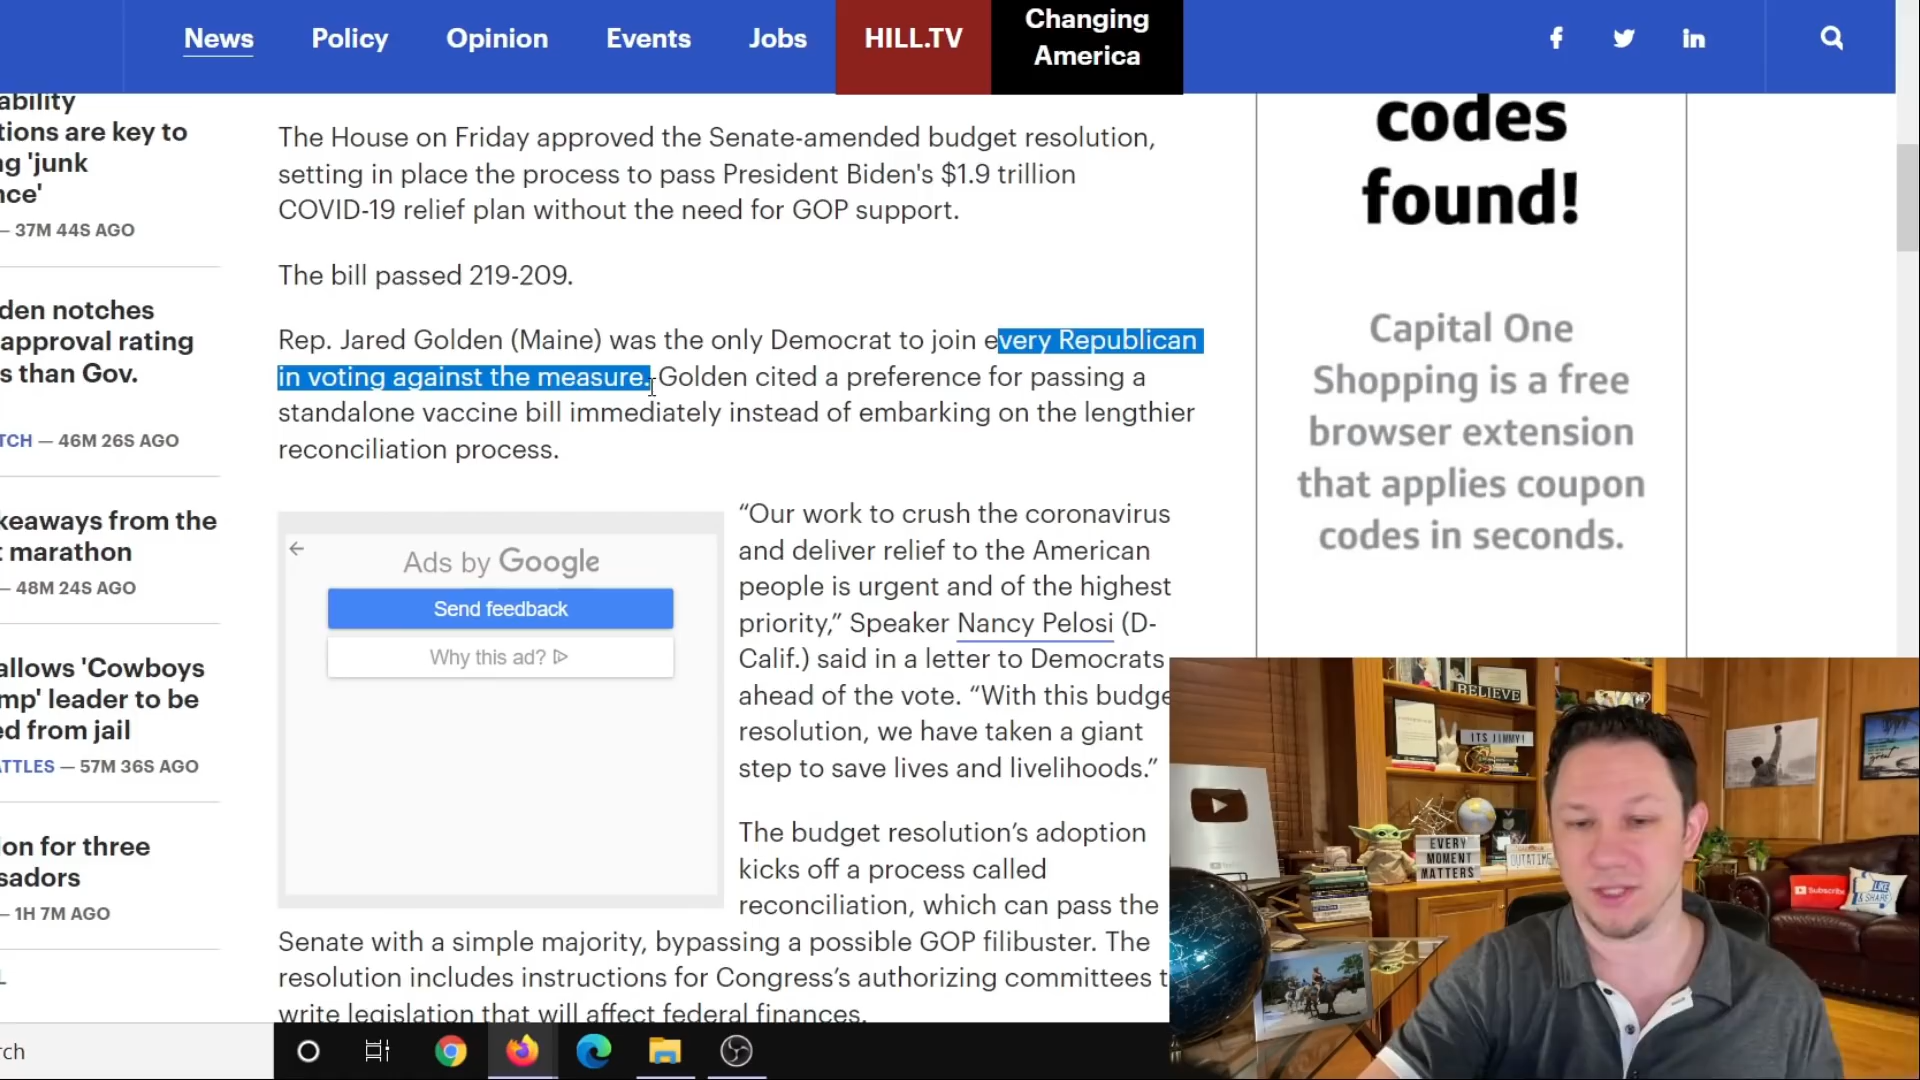 News
Policy
Opinion
Events
Jobs
HILL.TV
Changing
America
ability
tions are key to
ng 'junk
nce'
— 37M 44S AGO
den notches
approval rating
s than Gov.
TCH — 46M 26S AGO
keaways from the
t marathon
— 48M 24S AGO
allows 'Cowboys
mp' leader to be
ed from jail
ATTLES — 57M 36S AGO
ion for three
sadors
— 1H 7M AGO
L
The House on Friday approved the Senate-amended budget resolution,
setting in place the process to pass President Biden's $1.9 trillion
COVID-19 relief plan without the need for GOP support.
The bill passed 219-209.
Rep. Jared Golden (Maine) was the only Democrat to join every Republican
in voting against the measure. Golden cited a preference for passing a
standalone vaccine bill immediately instead of embarking on the lengthier
reconciliation process.
Ads by Google
Send feedback
Why this ad?
“Our work to crush the coronavirus
and deliver relief to the American
people is urgent and of the highest
priority,” Speaker Nancy Pelosi (D-
Calif.) said in a letter to Democrats
ahead of the vote. “With this budge
resolution, we have taken a giant
step to save lives and livelihoods.”
The budget resolution’s adoption
kicks off a process called
reconciliation, which can pass the
Senate with a simple majority, bypassing a possible GOP filibuster. The
resolution includes instructions for Congress’s authorizing committees t
write legislation that will affect federal finances.
codes
found!
Capital One
Shopping is a free
browser extension
that applies coupon
codes in seconds.
BELIEVE
ITS JIMMY!
EVERY
MOMENT
MATTERS
OUTATIME
Subscribe
LIKE
& SHARE
rch